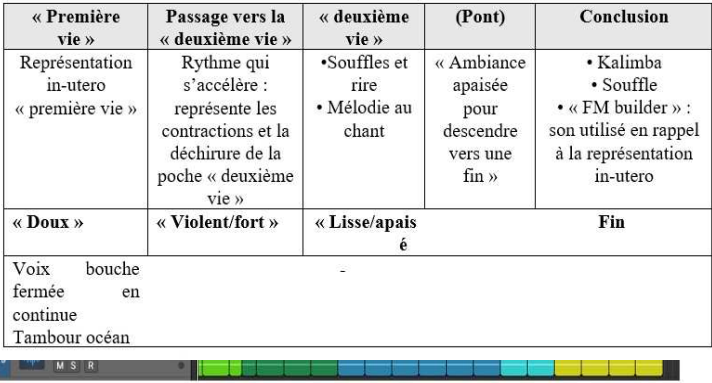 « Première
vie »
Passage vers la
« deuxième vie »
« deuxième
vie »
(Pont)
Conclusion
Représentation
in-utero
« première vie »
Rythme qui
s’accélère :
représente les
contractions et la
déchirure de la
poche « deuxième
vie »
•Souffles et
rire
• Mélodie au
chant
« Ambiance
apaisée
pour
descendre
vers une
fin »
• Kalimba
• Souffle
• « FM builder » :
son utilisé en rappel
à la représentation
in-utero
« Doux »
« Violent/fort »
« Lisse/apais
é
Fin
Voix bouche
fermée en
continue
Tambour océan
-
M S R